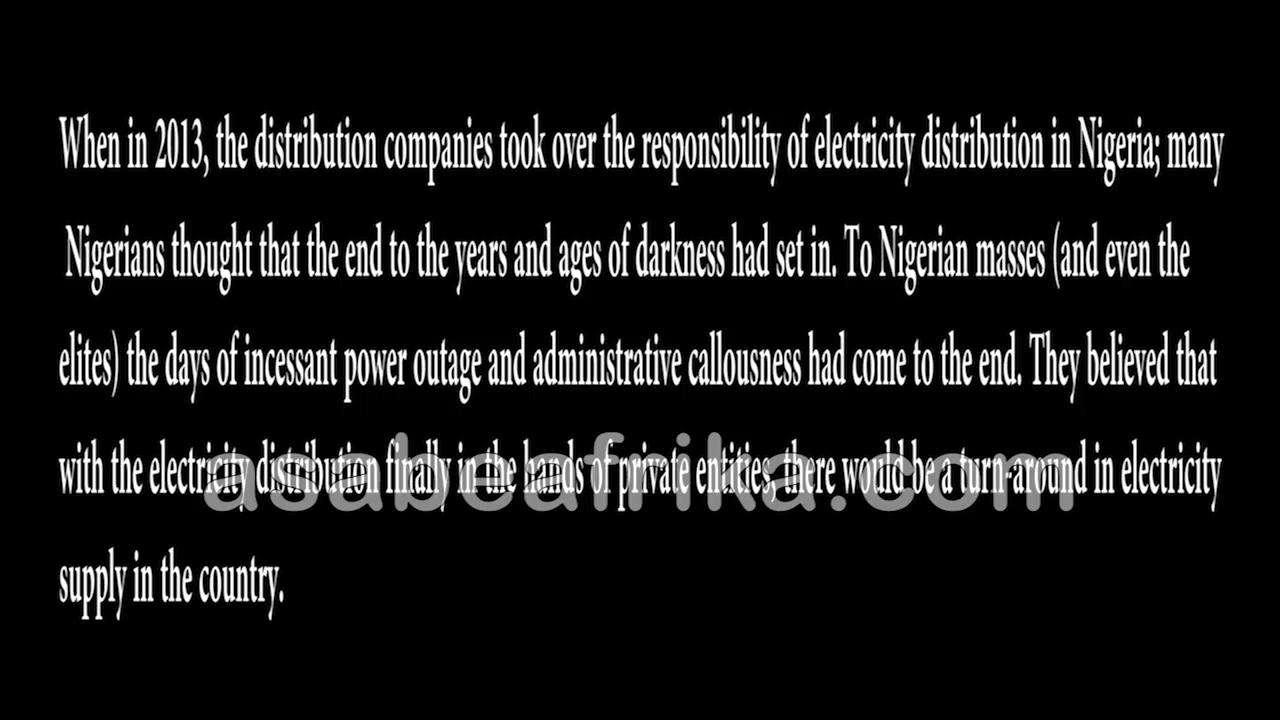 When in 2013, the distribution companies took over the responsibility of electricity distribution in Nigeria; many
Nigerians thought that the end to the years and ages of darkness had set in. To Nigerian masses (and even the
elites) the days of incessant power outage and administrative callousness had come to the end. They believed that
with the electricity distribution finally in the hands of private entities, there would be a turn-around in electricity
asabeafrika.com
supply in the country.